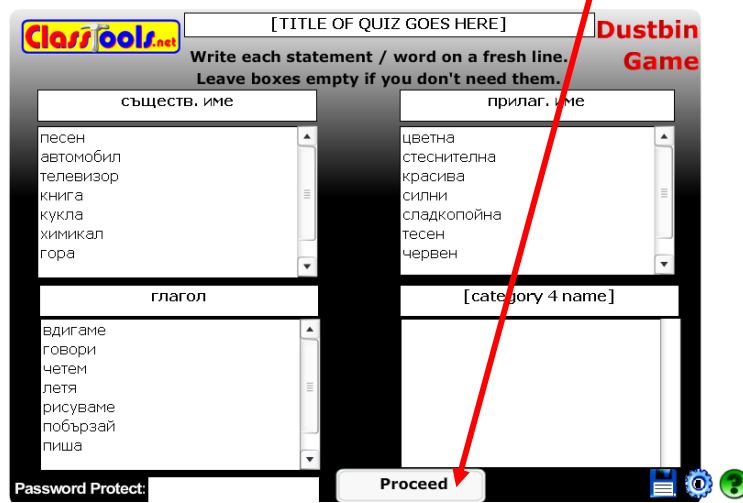 ClassTools.net
[TITLE OF QUIZ GOES HERE]
Dustbin
Game
Write each statement / word on a fresh line.
Leave boxes empty if you don't need them.
съществ. име
песен
автомобил
телевизор
книга
кукла
химикал
гора
прилаг. име
цветна
стеснителна
красива
силни
сладкопойна
тесен
червен
глагол
вдигаме
говори
четем
летя
рисуваме
побързай
пиша
[category 4 name]
Password Protect:
Proceed
?